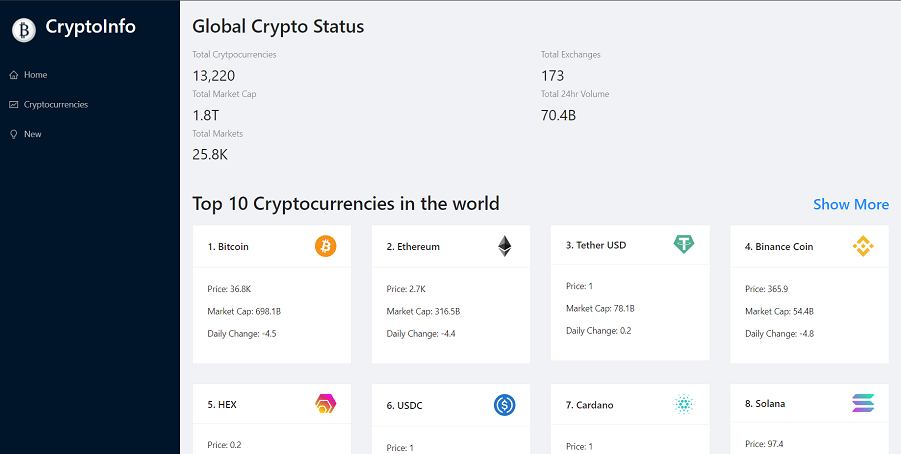 CryptoInfo
Home
Cryptocurrencies
New
Global Crypto Status
Total Crytpocurrencies
13,220
Total Exchanges
173
Total Market Cap
1.8T
Total 24hr Volume
70.4B
Total Markets
25.8K
Top 10 Cryptocurrencies in the world
Show More
1. Bitcoin
Price: 36.8K
Market Cap: 698.1B
Daily Change: -4.5
2. Ethereum
Price: 2.7K
Market Cap: 316.5B
Daily Change: -4.4
3. Tether USD
Price: 1
Market Cap: 78.1B
Daily Change: 0.2
4. Binance Coin
Price: 365.9
Market Cap: 54.4B
Daily Change: -4.8
5. HEX
Price: 0.2
6. USDC
Price: 1
7. Cardano
Price: 1
8. Solana
Price: 97.4